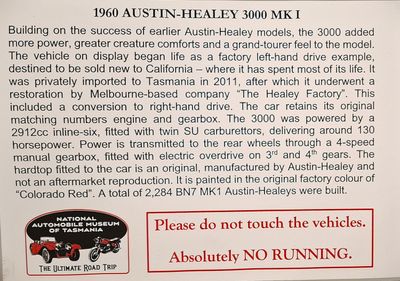 1960 AUSTIN-HEALEY 3000 MK I
Building on the success of earlier Austin-Healey models, the 3000 added
more power, greater creature comforts and a grand-tourer feel to the model.
The vehicle on display began life as a factory left-hand drive example,
destined to be sold new to California – where it has spent most of its life. It
was privately imported to Tasmania in 2011, after which it underwent a
restoration by Melbourne-based company “The Healey Factory”. This
included a conversion to right-hand drive. The car retains its original
matching numbers engine and gearbox. The 3000 was powered by a
2912cc inline-six, fitted with twin SU carburettors, delivering around 130
horsepower. Power is transmitted to the rear wheels through a 4-speed
manual gearbox, fitted with electric overdrive on 3rd and 4th gears. The
hardtop fitted to the car is an original, manufactured by Austin-Healey and
not an aftermarket reproduction. It is painted in the original factory colour of
“Colorado Red”. A total of 2,284 BN7 MK1 Austin-Healeys were built.
NATIONAL
AUTOMOBILE MUSEUM
OF TASMANIA
THE ULTIMATE ROAD TRIP
Please do not touch the vehicles.
Absolutely NO RUNNING.